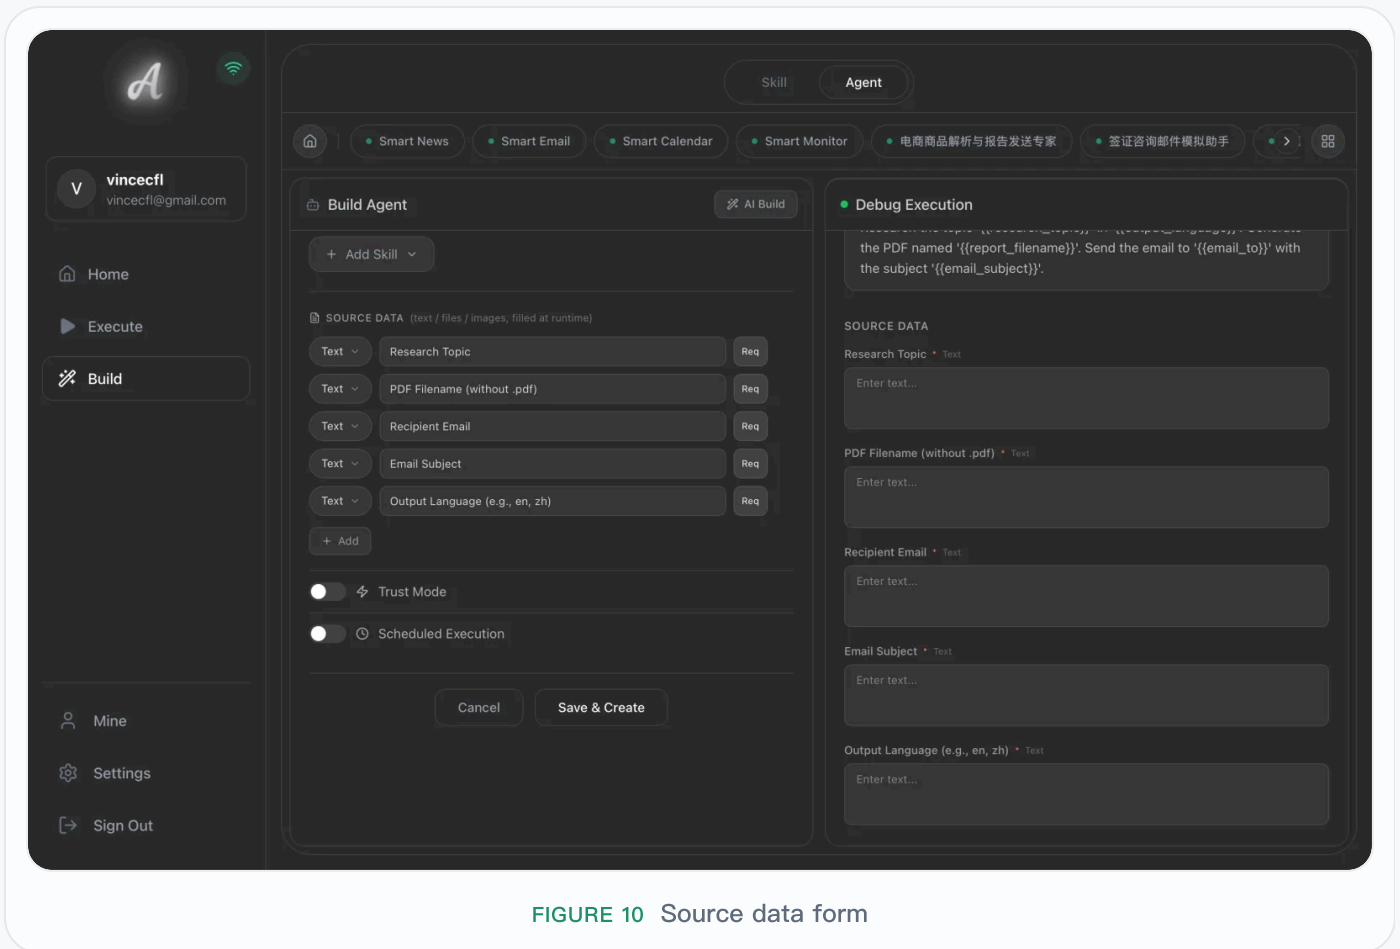 A
V
vincecfl
vincecfl@gmail.com
Home
Execute
Build
Mine
Settings
Sign Out
Skill
Agent
Smart News
Smart Email
Smart Calendar
Smart Monitor
电商商品解析与报告发送专家
签证咨询邮件模拟助手
Build Agent
AI Build
+ Add Skill
SOURCE DATA (text / files / images, filled at runtime)
Text Research Topic Req
Text PDF Filename (without .pdf) Req
Text Recipient Email Req
Text Email Subject Req
Text Output Language (e.g., en, zh) Req
+ Add
Trust Mode
Scheduled Execution
Cancel
Save & Create
Debug Execution
Research the topic '{{research_topic}}' in '{{output_language}}'. Generate
the PDF named '{{report_filename}}'. Send the email to '{{email_to}}' with
the subject '{{email_subject}}'.
SOURCE DATA
Research Topic * Text
Enter text...
PDF Filename (without .pdf) * Text
Enter text...
Recipient Email * Text
Enter text...
Email Subject * Text
Enter text...
Output Language (e.g., en, zh) * Text
Enter text...
FIGURE 10 Source data form